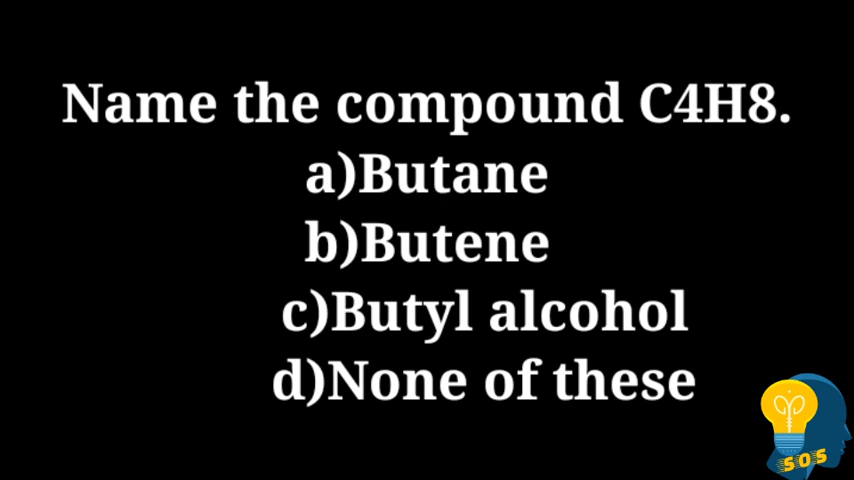 Name the compound C4H8.
a)Butane
b)Butene
c)Butyl alcohol
d)None of these
SOS